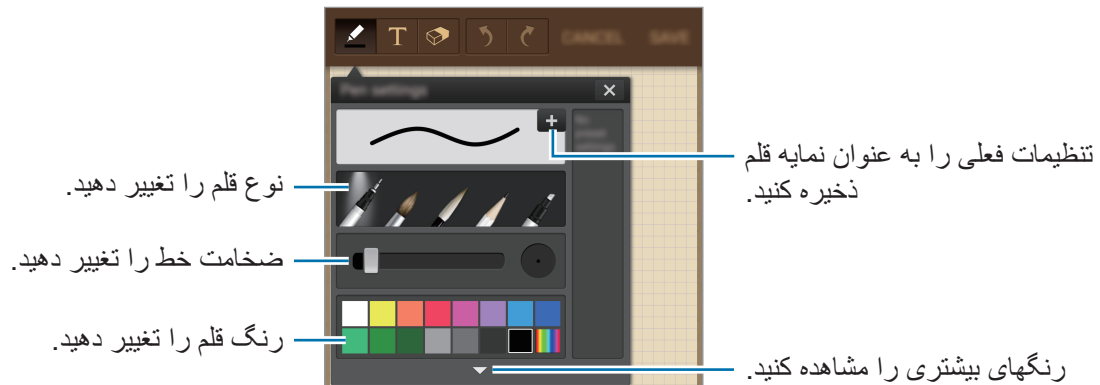 T
CANCEL
SAVE
Pen settings
تنظیمات فعلی را به عنوان نمایه قلم
ذخیره کنید.
نوع قلم را تغییر دهید.
ضخامت خط را تغییر دهید.
رنگ قلم را تغییر دهید.
رنگهای بیشتری را مشاهده کنید.